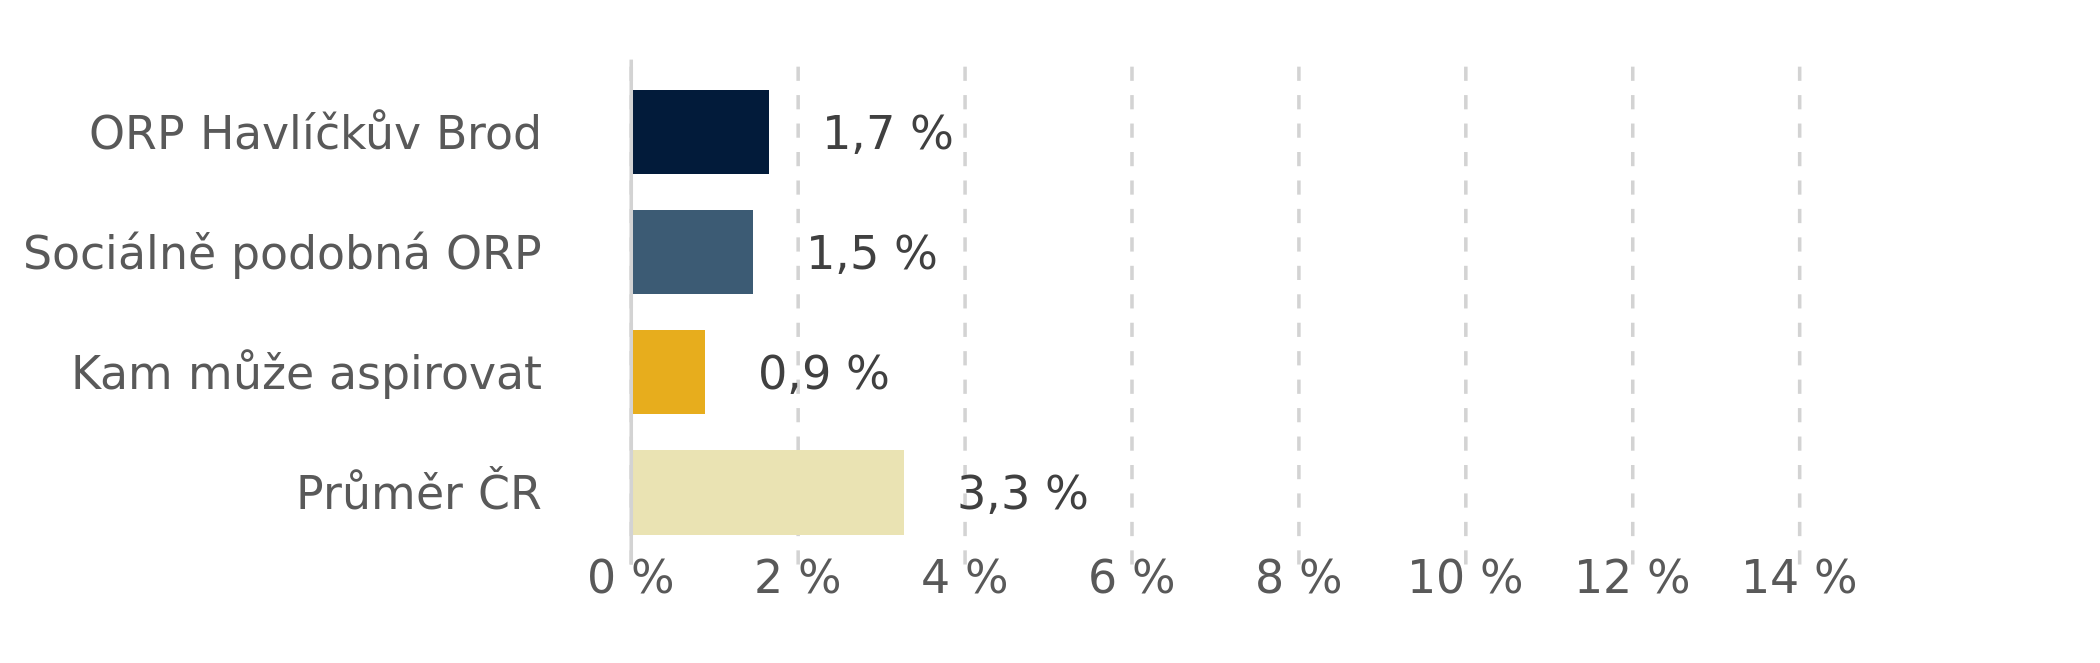 ORP Havlíčkův Brod 1,7 %
Sociálně podobná ORP 1,5 %
Kam může aspirovat 0,9 %
Průměr ČR 3,3 %
0 % 2 % 4 % 6 % 8 % 10 % 12 % 14 %